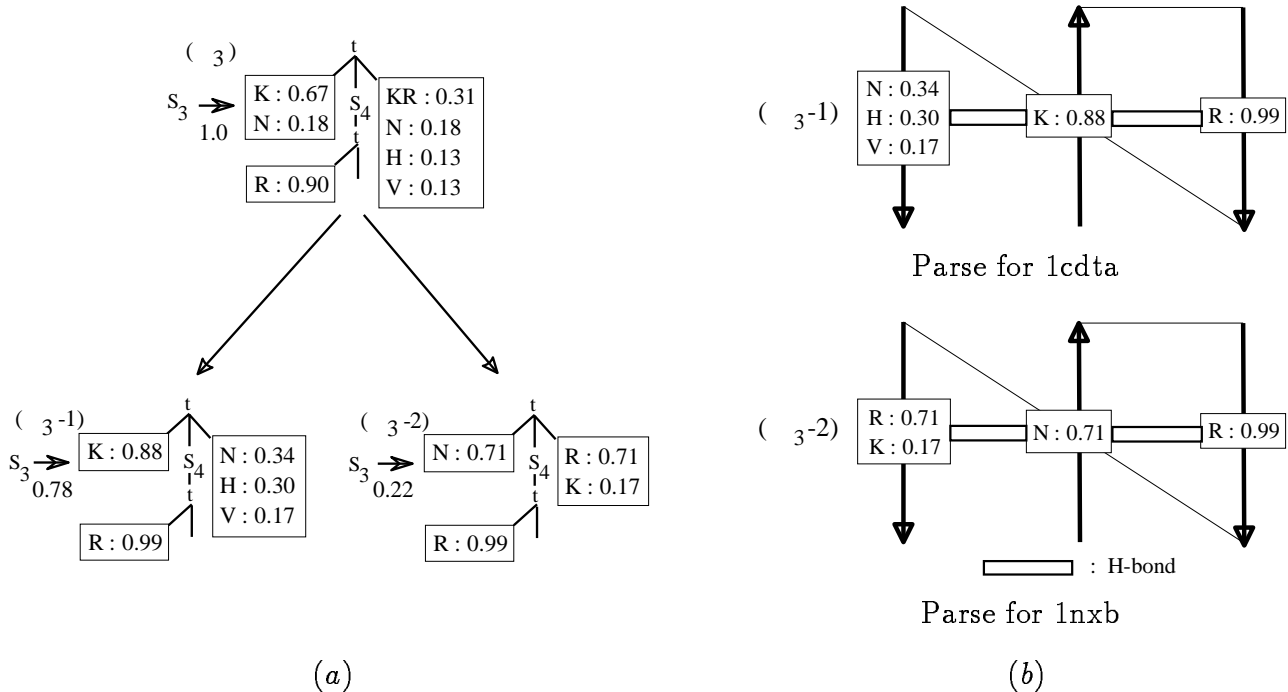 ( 3)
t
S3 1.0
K : 0.67
N : 0.18
S4
t
R : 0.90
KR : 0.31
N : 0.18
H : 0.13
V : 0.13
( 3-1)
t
S3 0.78
K : 0.88
S4
t
R : 0.99
N : 0.34
H : 0.30
V : 0.17
( 3-2)
t
S3 0.22
N : 0.71
S4
t
R : 0.99
R : 0.71
K : 0.17
(a)
( 3-1)
N : 0.34
H : 0.30
V : 0.17
K : 0.88
R : 0.99
Parse for 1cdta
( 3-2)
R : 0.71
K : 0.17
N : 0.71
R : 0.99
: H-bond
Parse for 1nxb
(b)